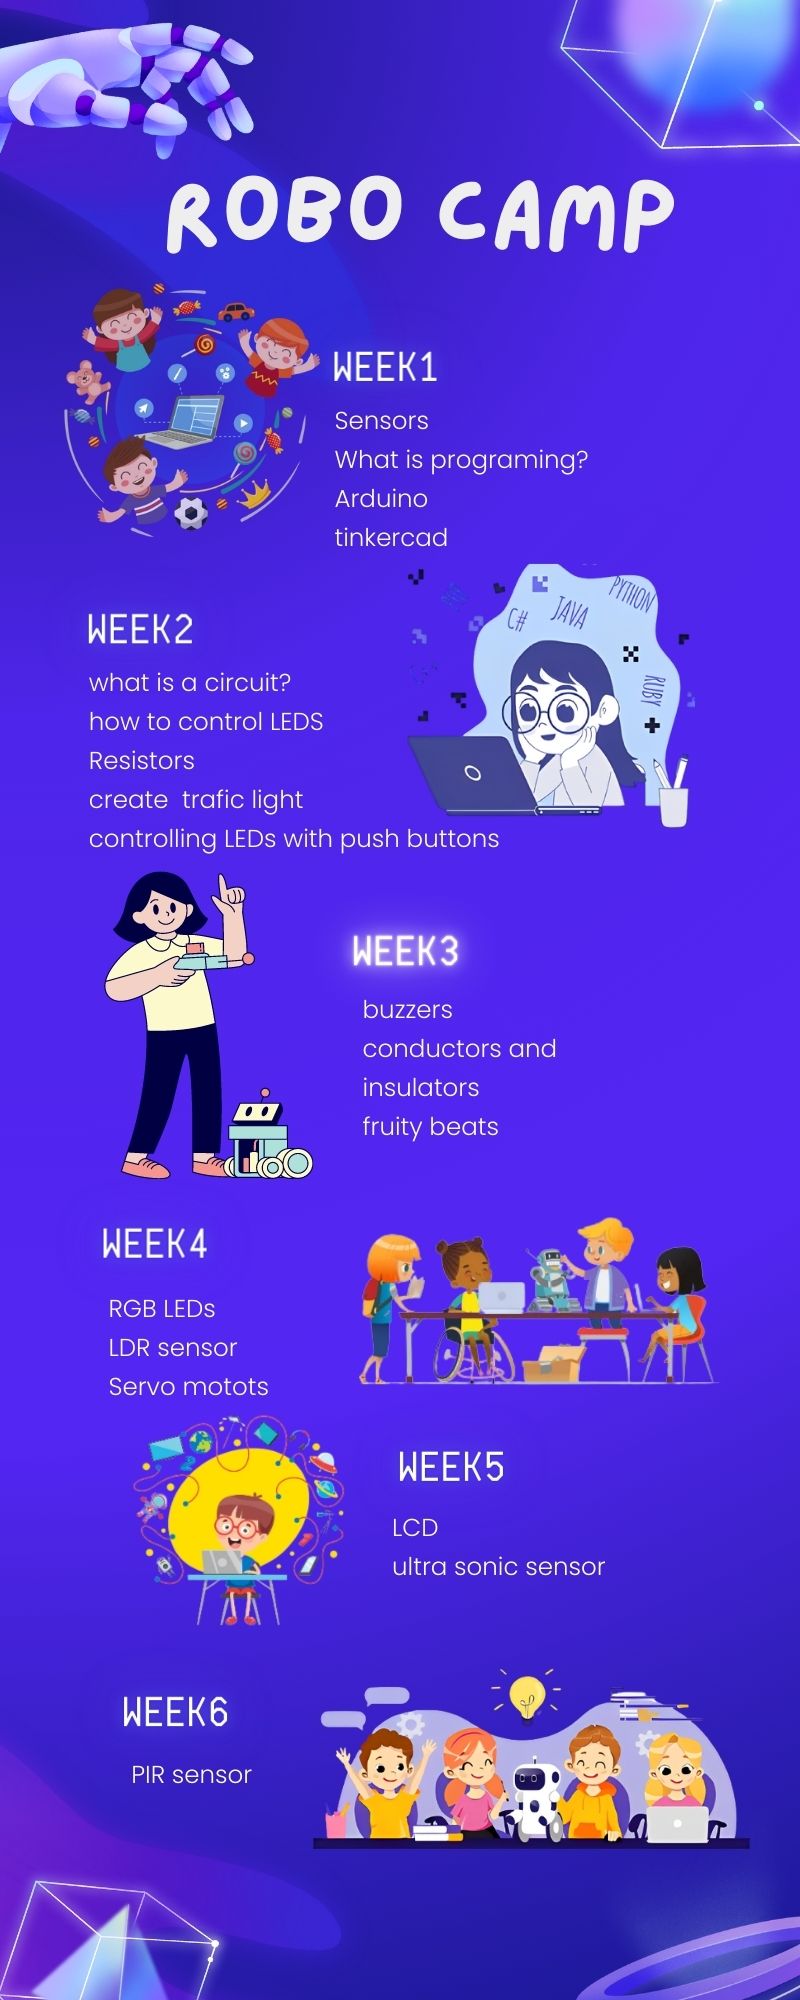 ROBO CAMP
WEEK1
Sensors
What is programing?
Arduino
tinkercad
WEEK2
what is a circuit?
how to control LEDS
Resistors
create  trafic light
controlling LEDs with push buttons
C#
JAVA
PYTHON
RUBY
WEEK3
buzzers
conductors and
insulators
fruity beats
WEEK4
RGB LEDs
LDR sensor
Servo motots
WEEK5
LCD
ultra sonic sensor
WEEK6
PIR sensor